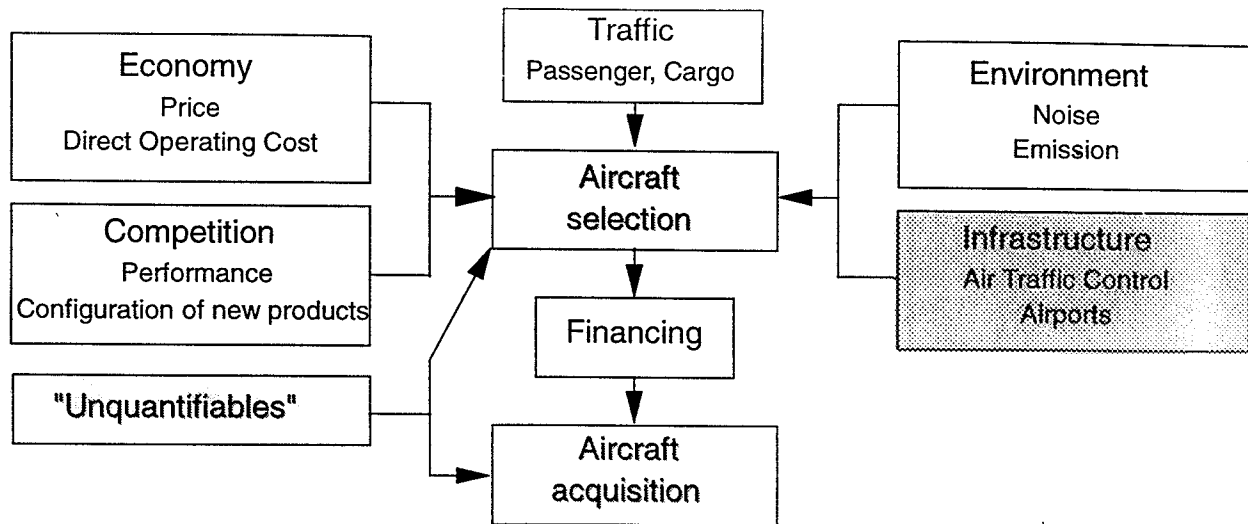 Traffic
Passenger, Cargo
Economy
Price
Direct Operating Cost
Environment
Noise
Emission
Aircraft
selection
Competition
Performance
Configuration of new products
Infrastructure
Air Traffic Control
Airports
Financing
"Unquantifiables"
Aircraft
acquisition